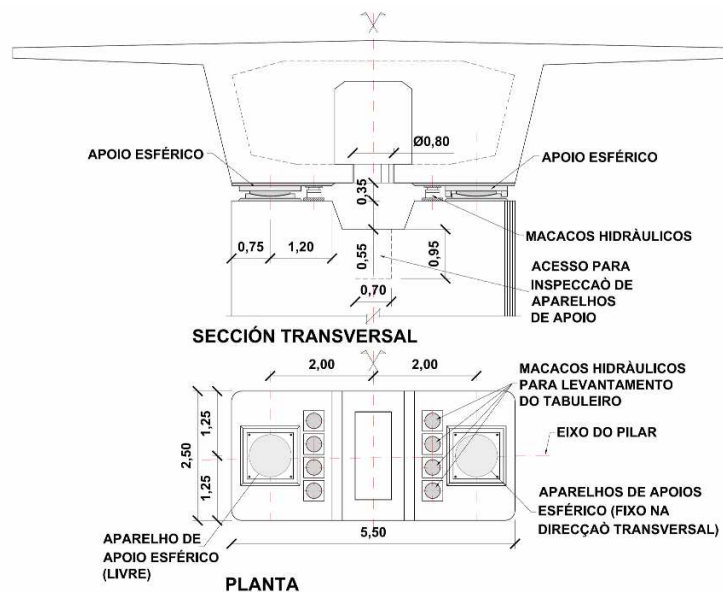 Ø0,80
APOIO ESFÉRICO
APOIO ESFÉRICO
0,35
MACACOS HIDRÀULICOS
0,75
1,20
0,55
0,95
ACESSO PARA
INSPECCAÒ DE
APARELHOS
DE APOIO
0,70
SECCIÓN TRANSVERSAL
2,00
2,00
MACACOS HIDRÀULICOS
PARA LEVANTAMENTO
DO TABULEIRO
1,25
2,50
1,25
EIXO DO PILAR
APARELHOS DE APOIOS
ESFÉRICO (FIXO NA
DIRECÇAÒ TRANSVERSAL)
APARELHO DE
APOIO ESFÉRICO
(LIVRE)
5,50
PLANTA